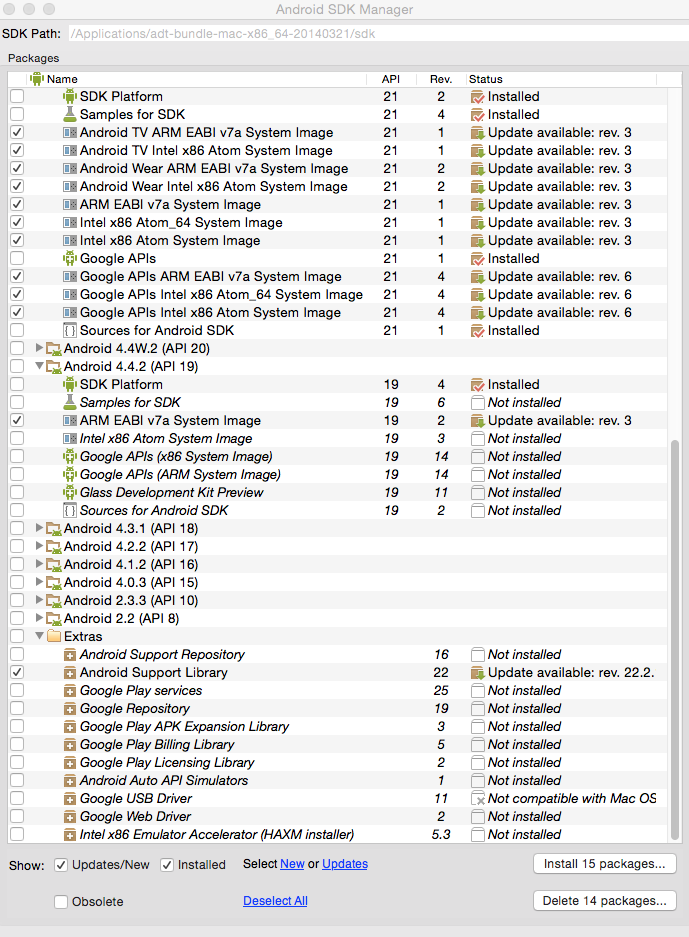 Android SDK Manager
SDK Path: /Applications/adt-bundle-mac-x86_64-20140321/sdk
Packages
Name API Rev. Status
SDK Platform 21 2 Installed
Samples for SDK 21 4 Installed
Android TV ARM EABI v7a System Image 21 1 Update available: rev. 3
Android TV Intel x86 Atom System Image 21 1 Update available: rev. 3
Android Wear ARM EABI v7a System Image 21 2 Update available: rev. 3
Android Wear Intel x86 Atom System Image 21 2 Update available: rev. 3
ARM EABI v7a System Image 21 1 Update available: rev. 3
Intel x86 Atom_64 System Image 21 1 Update available: rev. 3
Intel x86 Atom System Image 21 1 Update available: rev. 3
Google APIs 21 1 Installed
Google APIs ARM EABI v7a System Image 21 4 Update available: rev. 6
Google APIs Intel x86 Atom_64 System Image 21 4 Update available: rev. 6
Google APIs Intel x86 Atom System Image 21 4 Update available: rev. 6
Sources for Android SDK 21 1 Installed
Android 4.4W.2 (API 20)
Android 4.4.2 (API 19)
SDK Platform 19 4 Installed
Samples for SDK 19 6 Not installed
ARM EABI v7a System Image 19 2 Update available: rev. 3
Intel x86 Atom System Image 19 3 Not installed
Google APIs (x86 System Image) 19 14 Not installed
Google APIs (ARM System Image) 19 14 Not installed
Glass Development Kit Preview 19 11 Not installed
Sources for Android SDK 19 2 Not installed
Android 4.3.1 (API 18)
Android 4.2.2 (API 17)
Android 4.1.2 (API 16)
Android 4.0.3 (API 15)
Android 2.3.3 (API 10)
Android 2.2 (API 8)
Extras
Android Support Repository 16 Not installed
Android Support Library 22 Update available: rev. 22.2.
Google Play services 25 Not installed
Google Repository 19 Not installed
Google Play APK Expansion Library 3 Not installed
Google Play Billing Library 5 Not installed
Google Play Licensing Library 2 Not installed
Android Auto API Simulators 1 Not installed
Google USB Driver 11 Not compatible with Mac OS
Google Web Driver 2 Not installed
Intel x86 Emulator Accelerator (HAXM installer) 5.3 Not installed
Show: Updates/New Installed Select New or Updates Install 15 packages...
Obsolete Deselect All Delete 14 packages...